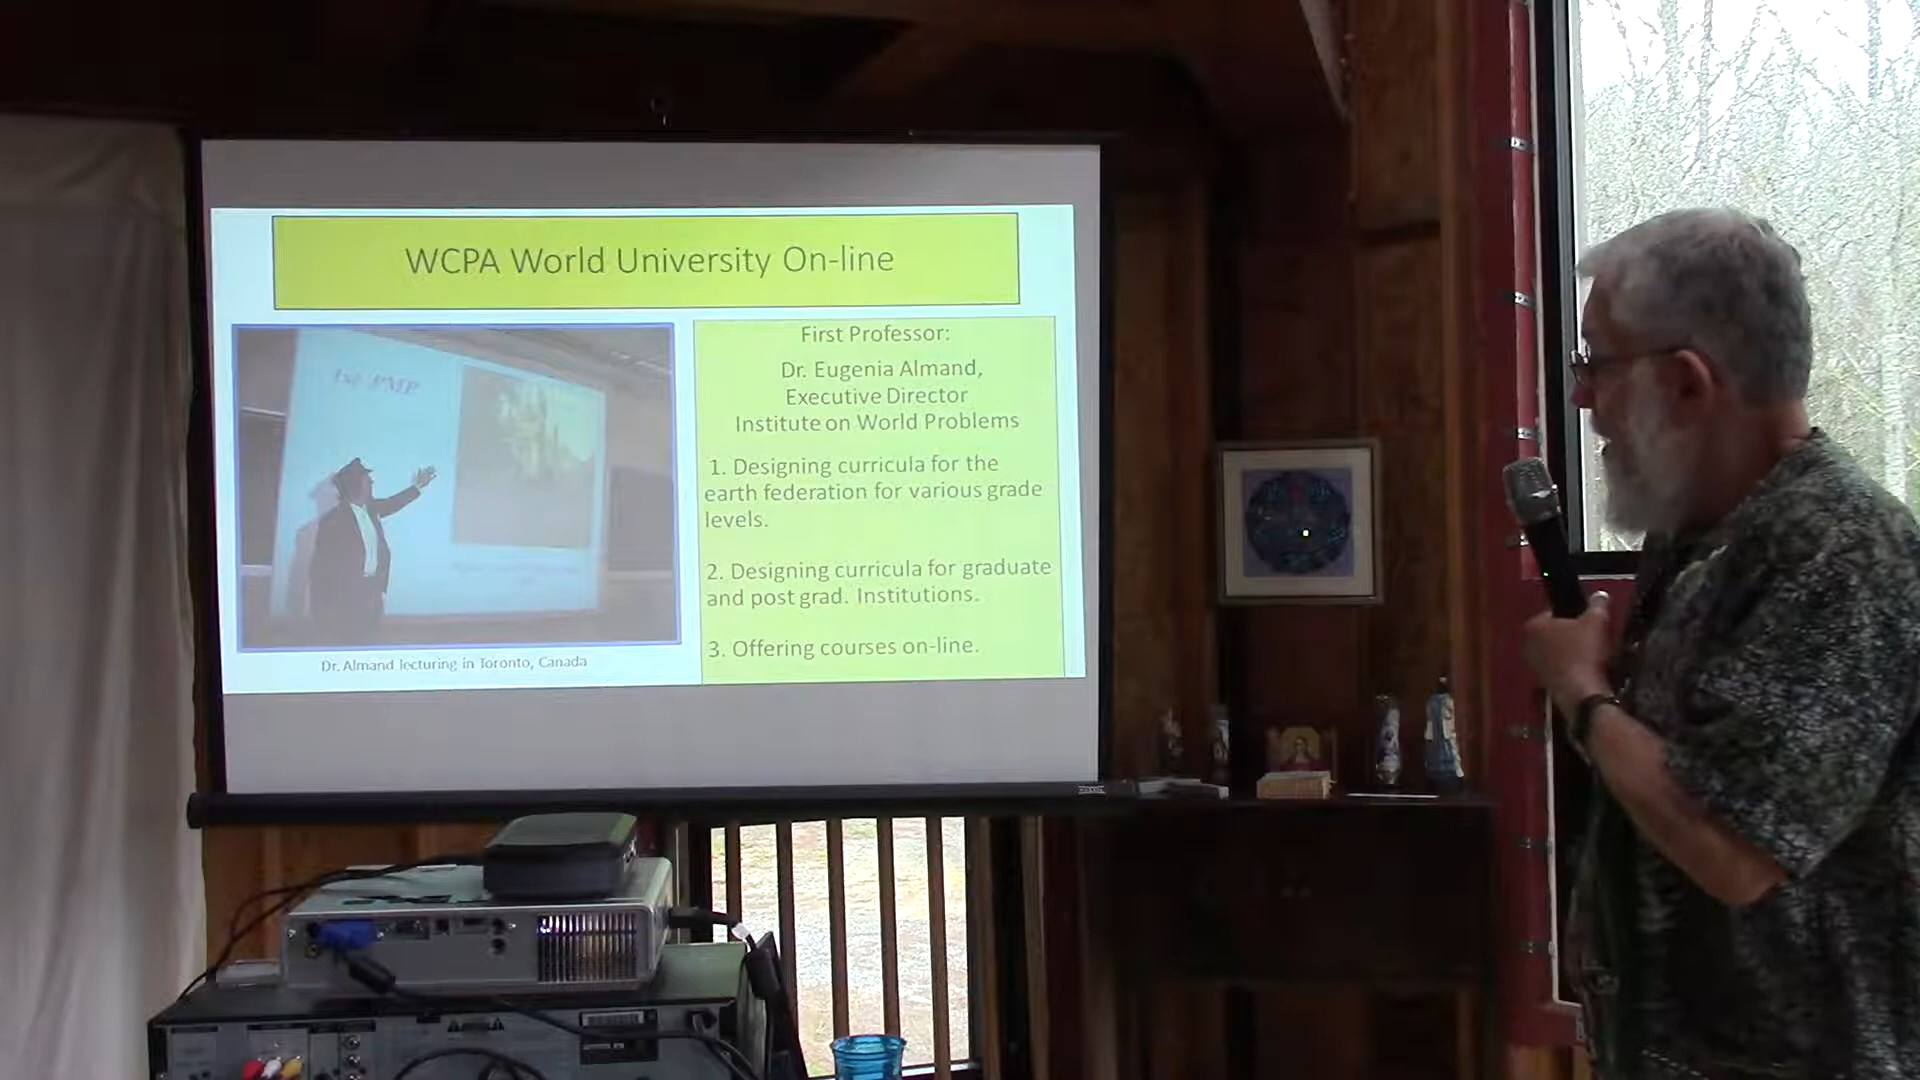 WCPA World University On-line
First Professor:
Dr. Eugenia Almand,
Executive Director
Institute on World Problems
1. Designing curricula for the
earth federation for various grade
levels.
2. Designing curricula for graduate
and post grad. Institutions.
3. Offering courses on-line.
Dr. Almand lecturing in Toronto, Canada